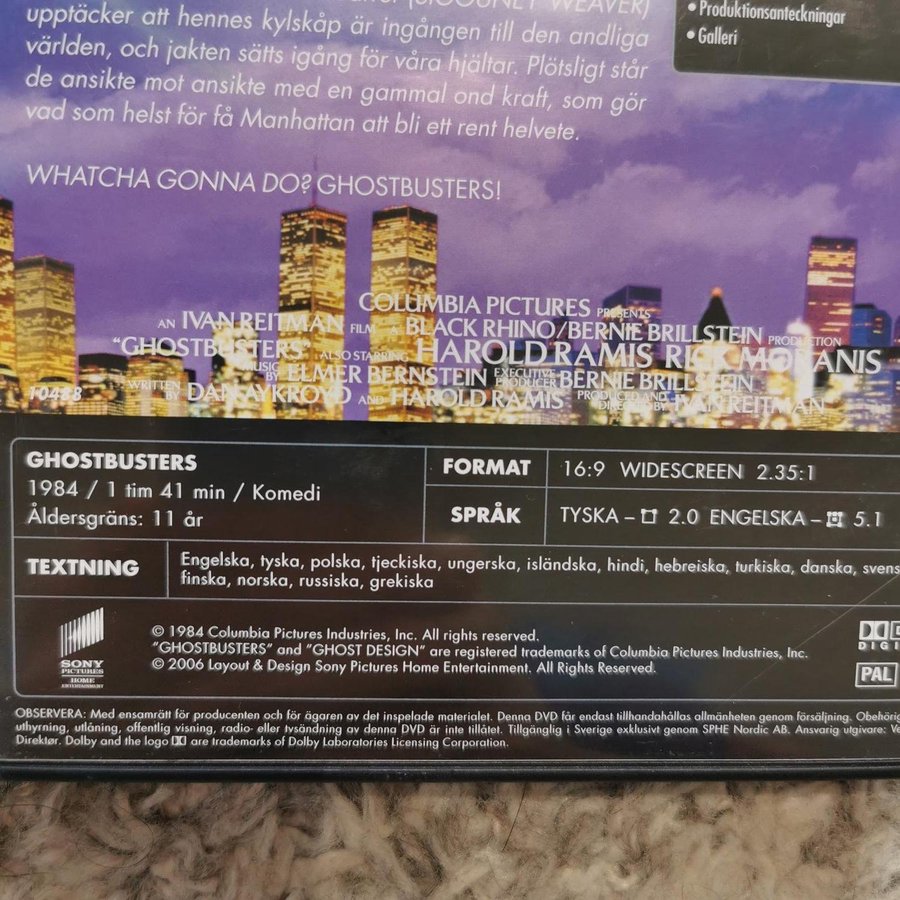 (SIGOURNEY WEAVER)
upptäcker att hennes kylskåp är ingången till den andliga
världen, och jakten sätts igång för våra hjältar. Plötsligt står
de ansikte mot ansikte med en gammal ond kraft, som gör
vad som helst för få Manhattan att bli ett rent helvete.
• Produktionsanteckningar
• Galleri
WHATCHA GONNA DO? GHOSTBUSTERS!
COLUMBIA PICTURES PRESENTS
AN IVAN REITMAN FILM A BLACK RHINO/BERNIE BRILLSTEIN PRODUCTION
"GHOSTBUSTERS" ALSO STARRING HAROLD RAMIS RICK MORANIS
MUSIC BY ELMER BERNSTEIN EXECUTIVE PRODUCER BERNIE BRILLSTEIN
WRITTEN BY DAN AYKROYD AND HAROLD RAMIS PRODUCED AND DIRECTED BY IVAN REITMAN
10488
GHOSTBUSTERS
1984 / 1 tim 41 min / Komedi
Åldersgräns: 11 år
FORMAT 16:9 WIDESCREEN 2.35:1
SPRÅK TYSKA – 2.0 ENGELSKA – 5.1
TEXTNING Engelska, tyska, polska, tjeckiska, ungerska, isländska, hindi, hebreiska, turkiska, danska, svens
finska, norska, russiska, grekiska
SONY
PICTURES
HOME
ENTERTAINMENT
© 1984 Columbia Pictures Industries, Inc. All rights reserved.
"GHOSTBUSTERS" and "GHOST DESIGN" are registered trademarks of Columbia Pictures Industries, Inc.
© 2006 Layout & Design Sony Pictures Home Entertainment. All Rights Reserved.
DIGI
PAL
OBSERVERA: Med ensamrätt för producenten och för ägaren av det inspelade materialet. Denna DVD får endast tillhandahållas allmänheten genom försäljning. Obehörig
uthyrning, utlåning, offentlig visning, radio- eller tvsändning av denna DVD är inte tillåtet. Tillgänglig i Sverige exklusivt genom SPHE Nordic AB. Ansvarig utgivare: Ve
Direktör. Dolby and the logo are trademarks of Dolby Laboratories Licensing Corporation.